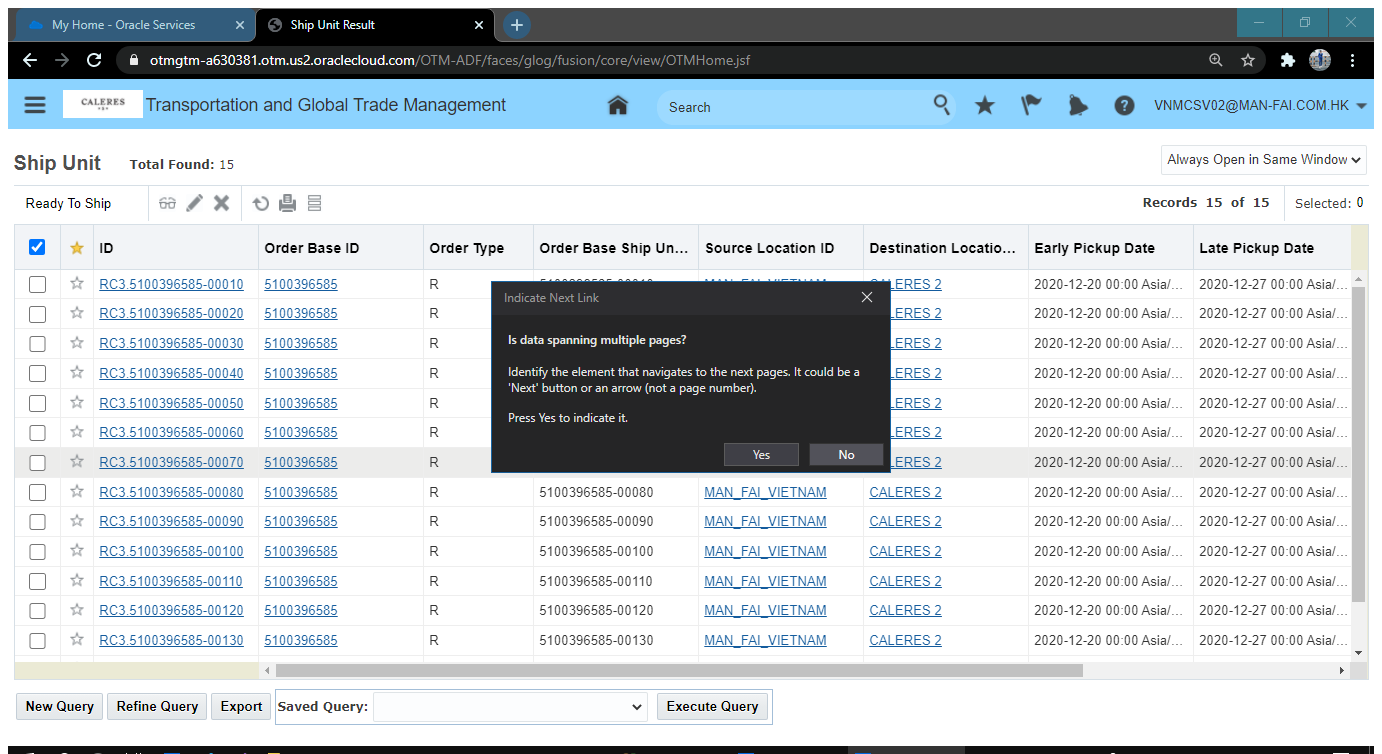 My Home - Oracle Services
Ship Unit Result
otmgtm-a630381.otm.us2.oraclecloud.com/OTM-ADF/faces/glog/fusion/core/view/OTMHome.jsf
CALERES Transportation and Global Trade Management Search VNMCSV02@MAN-FAI.COM.HK
Ship Unit Total Found: 15 Always Open in Same Window
Ready To Ship Records 15 of 15 Selected: 0
ID Order Base ID Order Type Order Base Ship Un... Source Location ID Destination Locatio... Early Pickup Date Late Pickup Date
RC3.5100396585-00010 5100396585 R LERES 2 2020-12-20 00:00 Asia/... 2020-12-27 00:00 Asia/...
RC3.5100396585-00020 5100396585 R LERES 2 2020-12-20 00:00 Asia/... 2020-12-27 00:00 Asia/...
RC3.5100396585-00030 5100396585 R LERES 2 2020-12-20 00:00 Asia/... 2020-12-27 00:00 Asia/...
RC3.5100396585-00040 5100396585 R LERES 2 2020-12-20 00:00 Asia/... 2020-12-27 00:00 Asia/...
RC3.5100396585-00050 5100396585 R LERES 2 2020-12-20 00:00 Asia/... 2020-12-27 00:00 Asia/...
RC3.5100396585-00060 5100396585 R LERES 2 2020-12-20 00:00 Asia/... 2020-12-27 00:00 Asia/...
RC3.5100396585-00070 5100396585 R LERES 2 2020-12-20 00:00 Asia/... 2020-12-27 00:00 Asia/...
Indicate Next Link
Is data spanning multiple pages?
Identify the element that navigates to the next pages. It could be a
'Next' button or an arrow (not a page number).
Press Yes to indicate it.
Yes No
RC3.5100396585-00080 5100396585 R 5100396585-00080 MAN_FAI_VIETNAM CALERES 2 2020-12-20 00:00 Asia/... 2020-12-27 00:00 Asia/...
RC3.5100396585-00090 5100396585 R 5100396585-00090 MAN_FAI_VIETNAM CALERES 2 2020-12-20 00:00 Asia/... 2020-12-27 00:00 Asia/...
RC3.5100396585-00100 5100396585 R 5100396585-00100 MAN_FAI_VIETNAM CALERES 2 2020-12-20 00:00 Asia/... 2020-12-27 00:00 Asia/...
RC3.5100396585-00110 5100396585 R 5100396585-00110 MAN_FAI_VIETNAM CALERES 2 2020-12-20 00:00 Asia/... 2020-12-27 00:00 Asia/...
RC3.5100396585-00120 5100396585 R 5100396585-00120 MAN_FAI_VIETNAM CALERES 2 2020-12-20 00:00 Asia/... 2020-12-27 00:00 Asia/...
RC3.5100396585-00130 5100396585 R 5100396585-00130 MAN_FAI_VIETNAM CALERES 2 2020-12-20 00:00 Asia/... 2020-12-27 00:00 Asia/...
New Query Refine Query Export Saved Query: Execute Query